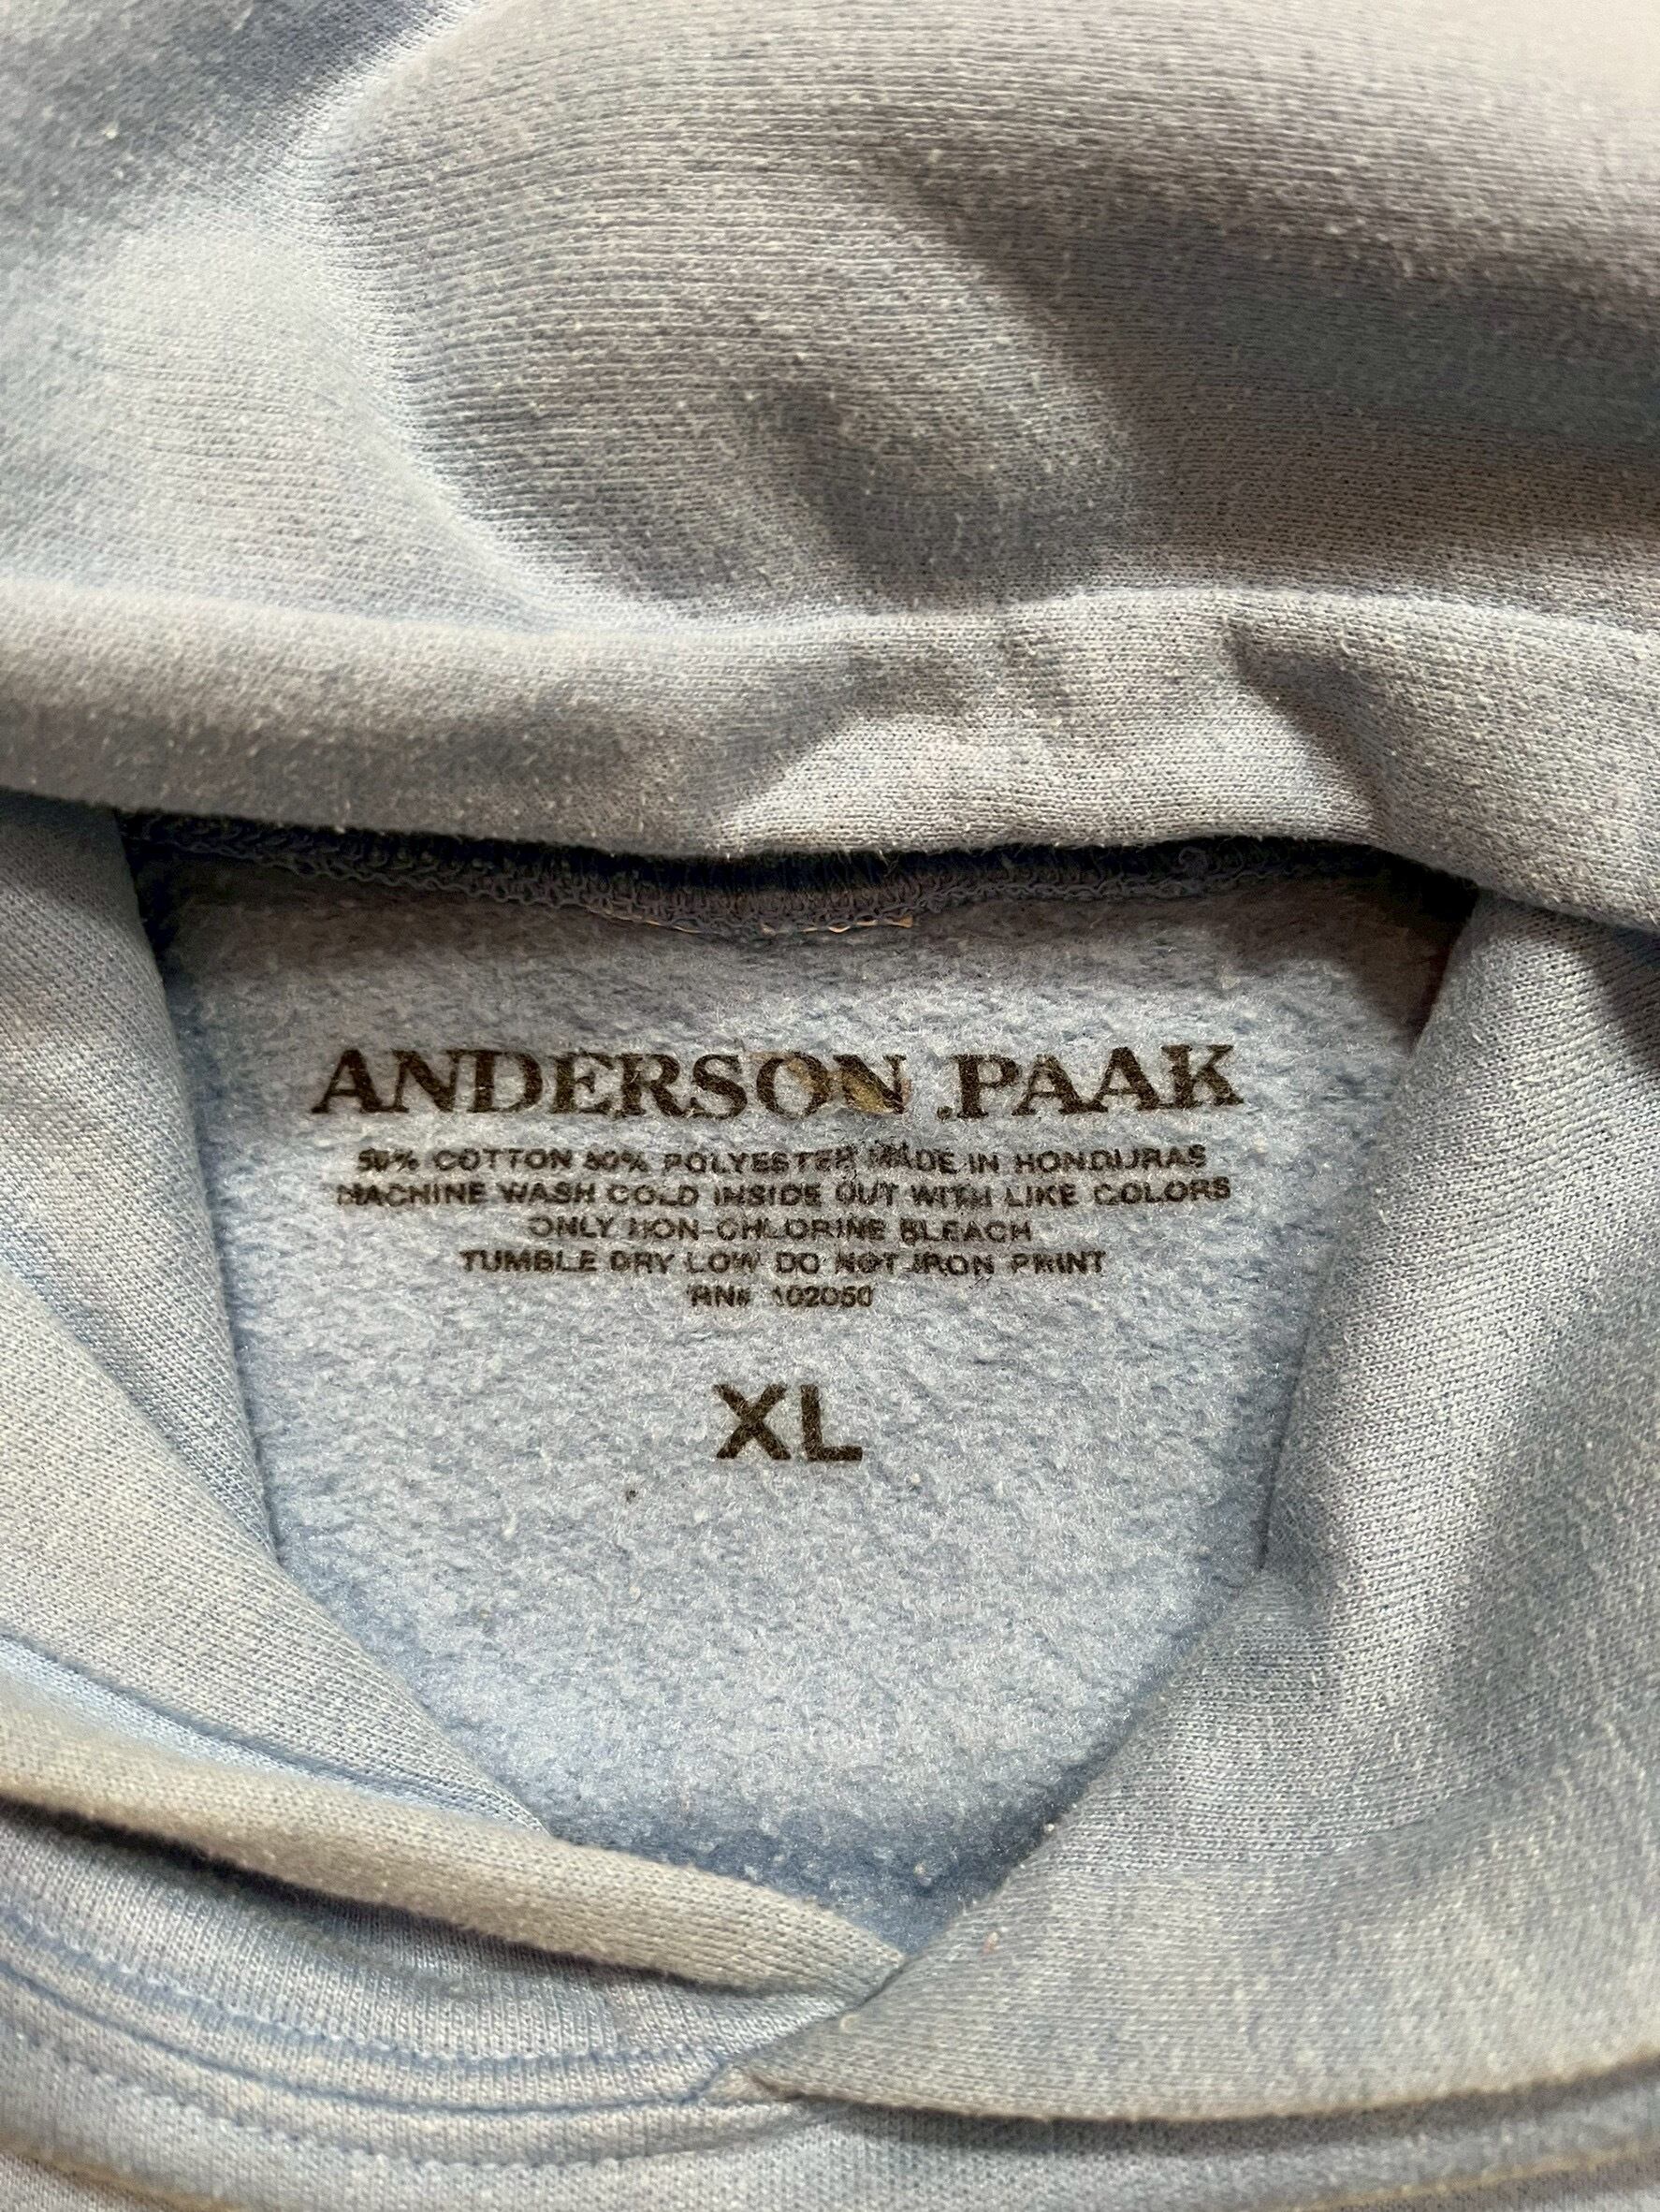 ANDERSON .PAAK
50% COTTON 50% POLYESTER MADE IN HONDURAS
MACHINE WASH COLD INSIDE OUT WITH LIKE COLORS
ONLY NON-CHLORINE BLEACH
TUMBLE DRY LOW DO NOT IRON PRINT
RN# 102050
XL